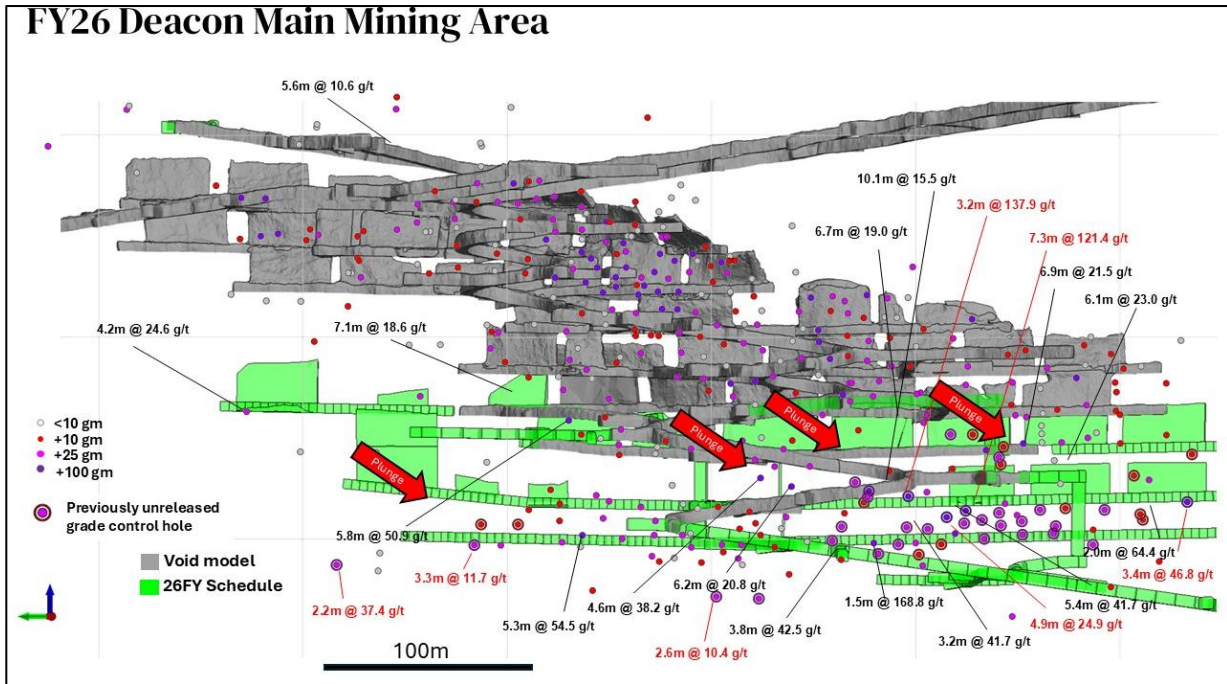 FY26 Deacon Main Mining Area
5.6m @ 10.6 g/t
10.1m @ 15.5 g/t
3.2m @ 137.9 g/t
6.7m @ 19.0 g/t
7.3m @ 121.4 g/t
6.9m @ 21.5 g/t
6.1m @ 23.0 g/t
4.2m @ 24.6 g/t
7.1m @ 18.6 g/t
<10 gm
+10 gm
+25 gm
+100 gm
Plunge
Plunge
Plunge
Plunge
Previously unreleased
grade control hole
Void model
26FY Schedule
5.8m @ 50.9 g/t
3.3m @ 11.7 g/t
2.2m @ 37.4 g/t
5.3m @ 54.5 g/t
4.6m @ 38.2 g/t
6.2m @ 20.8 g/t
2.6m @ 10.4 g/t
3.8m @ 42.5 g/t
1.5m @ 168.8 g/t
3.2m @ 41.7 g/t
4.9m @ 24.9 g/t
5.4m @ 41.7 g/t
2.0m @ 64.4 g/t
3.4m @ 46.8 g/t
100m